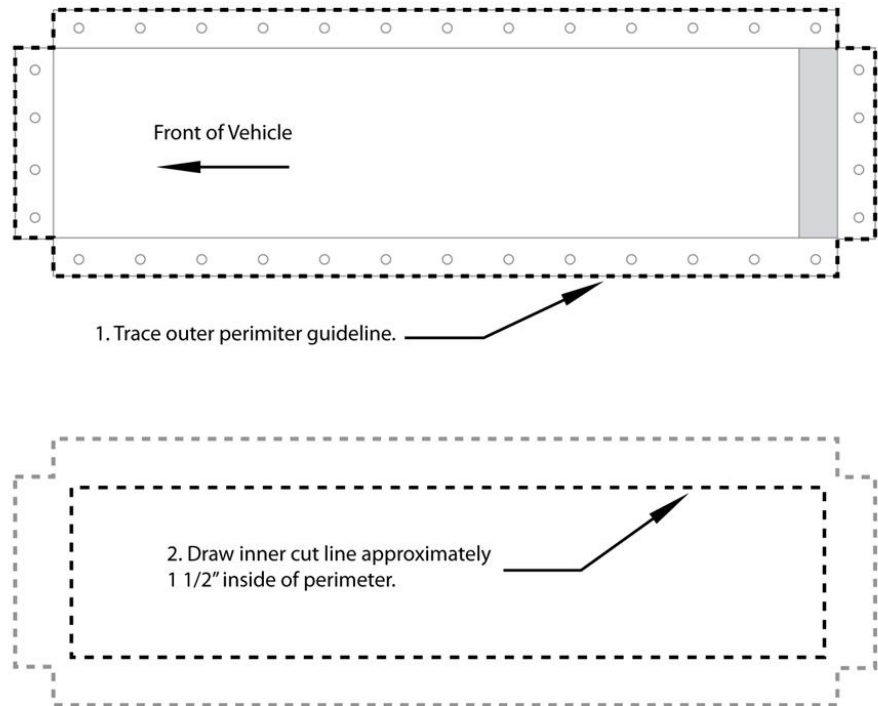 Front of Vehicle
1. Trace outer perimiter guideline.
2. Draw inner cut line approximately
1 1/2” inside of perimeter.